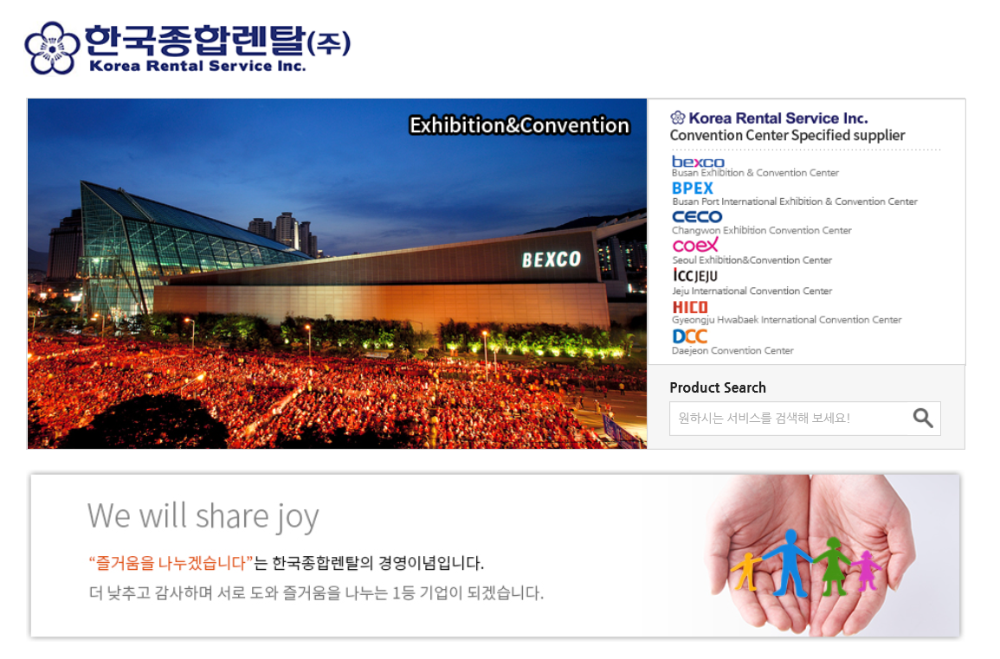 한국종합렌탈(주)
Korea Rental Service Inc.
Exhibition&Convention
BEXCO
Korea Rental Service Inc.
Convention Center Specified supplier
bexco
Busan Exhibition & Convention Center
BPEX
Busan Port International Exhibition & Convention Center
CECO
Changwon Exhibition Convention Center
coex
Seoul Exhibition&Convention Center
iCCJEJU
Jeju International Convention Center
HICO
Gyeongju Hwabaek International Convention Center
DCC
Daejeon Convention Center
Product Search
원하시는 서비스를 검색해 보세요!
We will share joy
“즐거움을 나누겠습니다”는 한국종합렌탈의 경영이념입니다.
더 낮추고 감사하며 서로 도와 즐거움을 나누는 1등 기업이 되겠습니다.